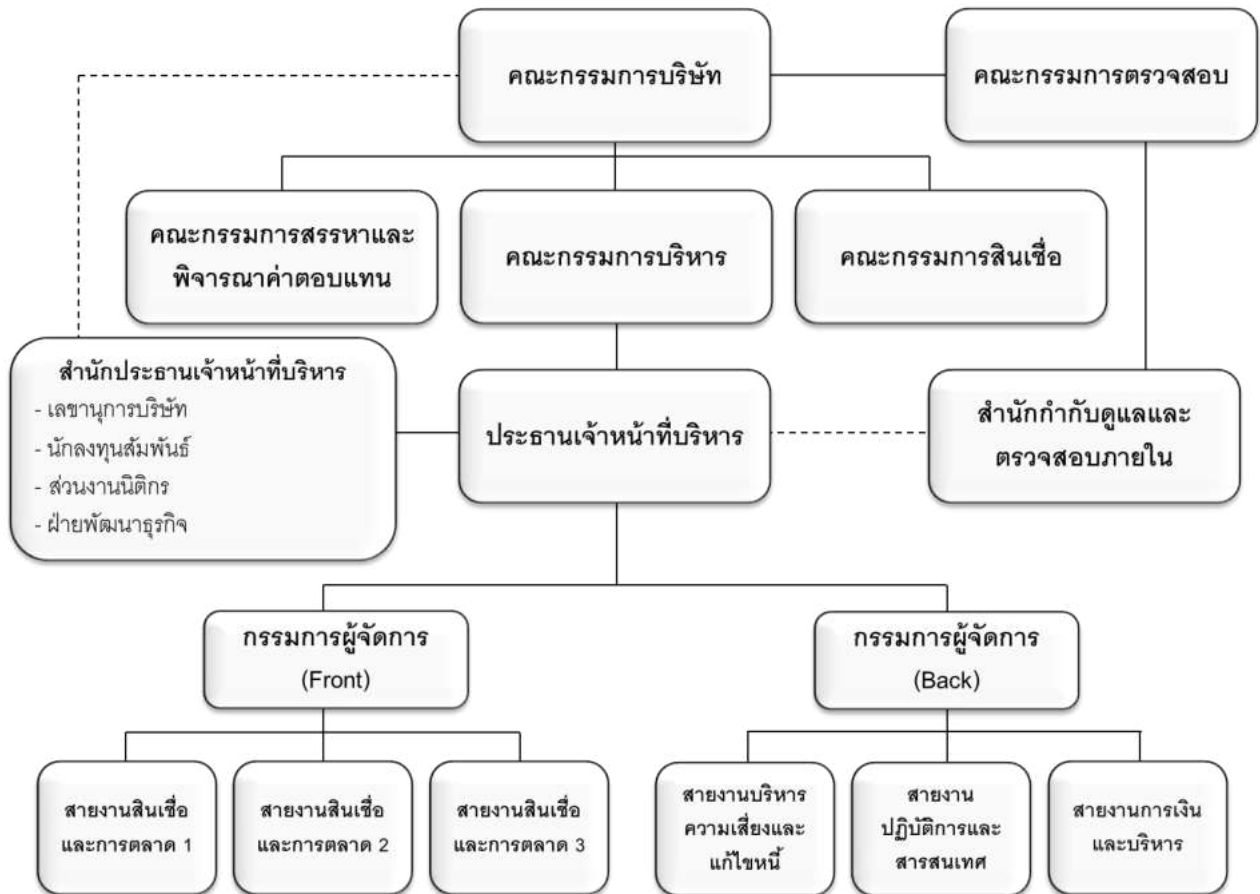 คณะกรรมการบริษัท
คณะกรรมการตรวจสอบ
คณะกรรมการสรรหาและ
พิจารณาค่าตอบแทน
คณะกรรมการบริหาร
คณะกรรมการสินเชื่อ
สำนักประธานเจ้าหน้าที่บริหาร
- เลขานุการบริษัท
- นักลงทุนสัมพันธ์
- ส่วนงานนิติกร
- ฝ่ายพัฒนาธุรกิจ
ประธานเจ้าหน้าที่บริหาร
สำนักกำกับดูแลและ
ตรวจสอบภายใน
กรรมการผู้จัดการ
(Front)
กรรมการผู้จัดการ
(Back)
สายงานสินเชื่อ
และการตลาด 1
สายงานสินเชื่อ
และการตลาด 2
สายงานสินเชื่อ
และการตลาด 3
สายงานบริหาร
ความเสี่ยงและ
แก้ไขหนี้
สายงาน
ปฏิบัติการและ
สารสนเทศ
สายงานการเงิน
และบริหาร